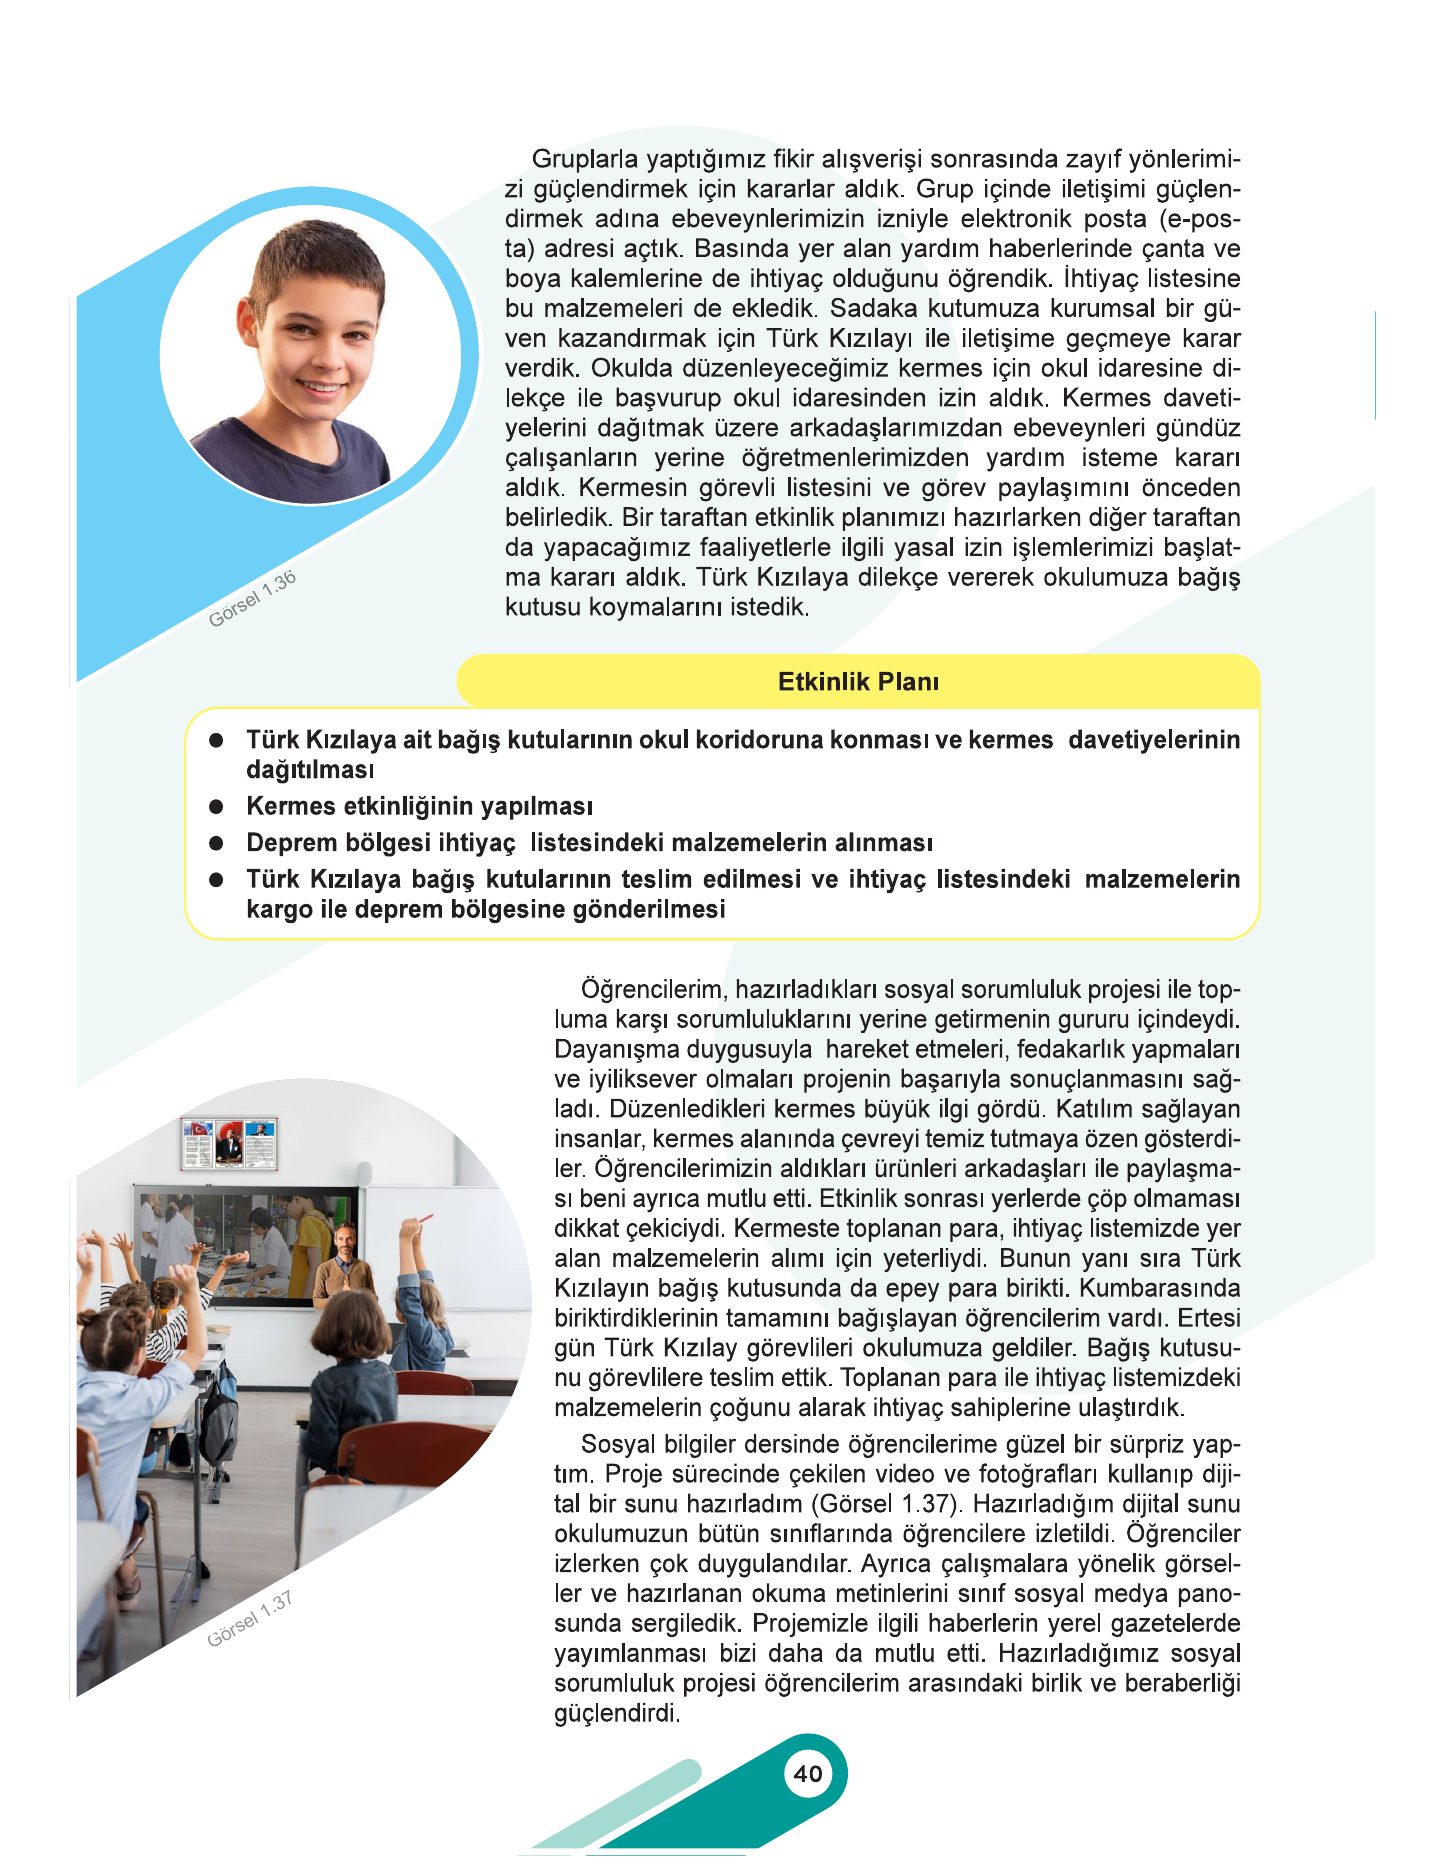 Gruplarla yaptığımız fikir alışverişi sonrasında zayıf yönlerimi-
zi güçlendirmek için kararlar aldık. Grup içinde iletişimi güçlen-
dirmek adına ebeveynlerimizin izniyle elektronik posta (e-pos-
ta) adresi açtık. Basında yer alan yardım haberlerinde çanta ve
boya kalemlerine de ihtiyaç olduğunu öğrendik. İhtiyaç listesine
bu malzemeleri de ekledik. Sadaka kutumuza kurumsal bir gü-
ven kazandırmak için Türk Kızılayı ile iletişime geçmeye karar
verdik. Okulda düzenleyeceğimiz kermes için okul idaresine di-
lekçe ile başvurup okul idaresinden izin aldık. Kermes daveti-
yelerini dağıtmak üzere arkadaşlarımızdan ebeveynleri gündüz
çalışanların yerine öğretmenlerimizden yardım isteme kararı
aldık. Kermesin görevli listesini ve görev paylaşımını önceden
belirledik. Bir taraftan etkinlik planımızı hazırlarken diğer taraftan
da yapacağımız faaliyetlerle ilgili yasal izin işlemlerimizi başlat-
ma kararı aldık. Türk Kızılaya dilekçe vererek okulumuza bağış
kutusu koymalarını istedik.
Görsel 1.36
Etkinlik Planı
● Türk Kızılaya ait bağış kutularının okul koridoruna konması ve kermes davetiyelerinin
dağıtılması
● Kermes etkinliğinin yapılması
● Deprem bölgesi ihtiyaç listesindeki malzemelerin alınması
● Türk Kızılaya bağış kutularının teslim edilmesi ve ihtiyaç listesindeki malzemelerin
kargo ile deprem bölgesine gönderilmesi
Öğrencilerim, hazırladıkları sosyal sorumluluk projesi ile top-
luma karşı sorumluluklarını yerine getirmenin gururu içindeydi.
Dayanışma duygusuyla hareket etmeleri, fedakarlık yapmaları
ve iyiliksever olmaları projenin başarıyla sonuçlanmasını sağ-
ladı. Düzenledikleri kermes büyük ilgi gördü. Katılım sağlayan
insanlar, kermes alanında çevreyi temiz tutmaya özen gösterdi-
ler. Öğrencilerimizin aldıkları ürünleri arkadaşları ile paylaşma-
sı beni ayrıca mutlu etti. Etkinlik sonrası yerlerde çöp olmaması
dikkat çekiciydi. Kermeste toplanan para, ihtiyaç listemizde yer
alan malzemelerin alımı için yeterliydi. Bunun yanı sıra Türk
Kızılayın bağış kutusunda da epey para birikti. Kumbarasında
biriktirdiklerinin tamamını bağışlayan öğrencilerim vardı. Ertesi
gün Türk Kızılay görevlileri okulumuza geldiler. Bağış kutusu-
nu görevlilere teslim ettik. Toplanan para ile ihtiyaç listemizdeki
malzemelerin çoğunu alarak ihtiyaç sahiplerine ulaştırdık.
Sosyal bilgiler dersinde öğrencilerime güzel bir sürpriz yap-
tım. Proje sürecinde çekilen video ve fotoğrafları kullanıp diji-
tal bir sunu hazırladım (Görsel 1.37). Hazırladığım dijital sunu
okulumuzun bütün sınıflarında öğrencilere izletildi. Öğrenciler
izlerken çok duygulandılar. Ayrıca çalışmalara yönelik görsel-
ler ve hazırlanan okuma metinlerini sınıf sosyal medya pano-
sunda sergiledik. Projemizle ilgili haberlerin yerel gazetelerde
yayımlanması bizi daha da mutlu etti. Hazırladığımız sosyal
sorumluluk projesi öğrencilerim arasındaki birlik ve beraberliği
güçlendirdi.
Görsel 1.37
40